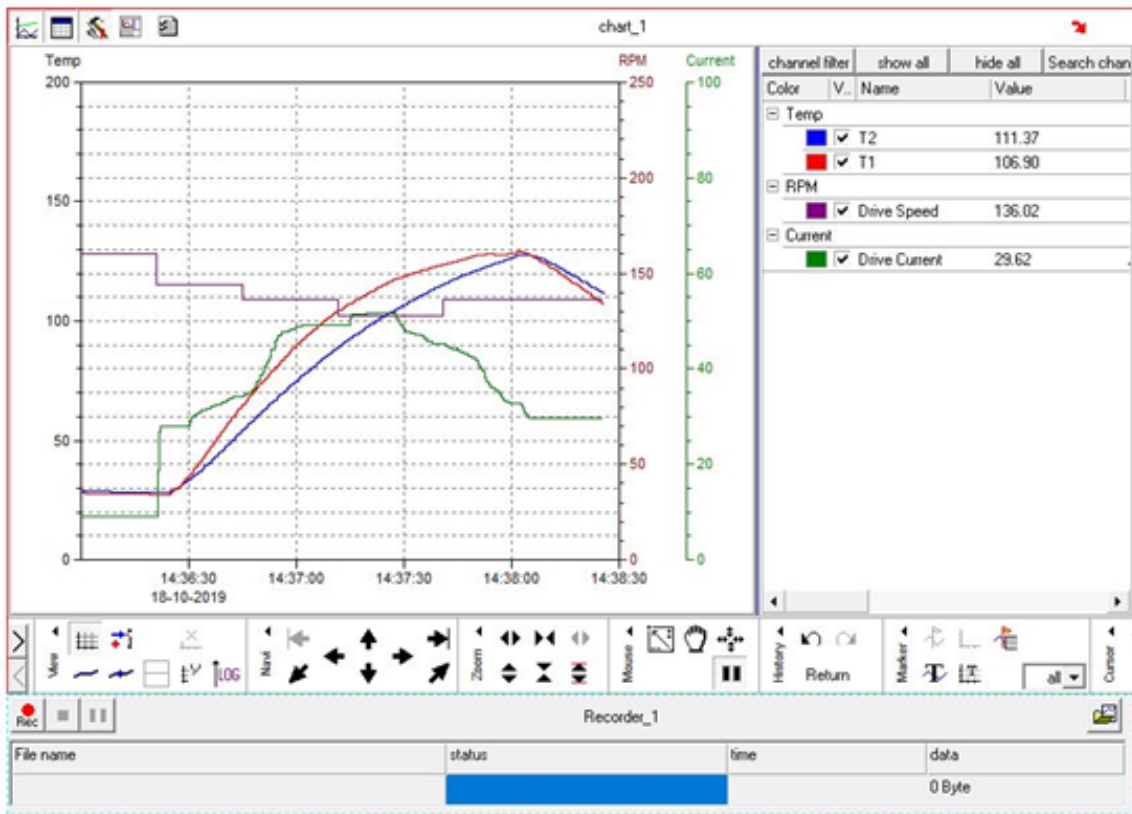 chart_1
Temp RPM Current
channel filter show all hide all Search chan
Color V.. Name Value
Temp
T2 111.37
T1 106.90
RPM
Drive Speed 136.02
Current
Drive Current 29.62
200 250 100
200 80
150
150 60
100
100 40
50
50 20
0 0 0
14:36:30 14:37:00 14:37:30 14:38:00 14:38:30
18-10-2019
View Navi Zoom Mouse History Marker Cursor
LOG Return all
Rec Recorder_1
File name status time data
0 Byte